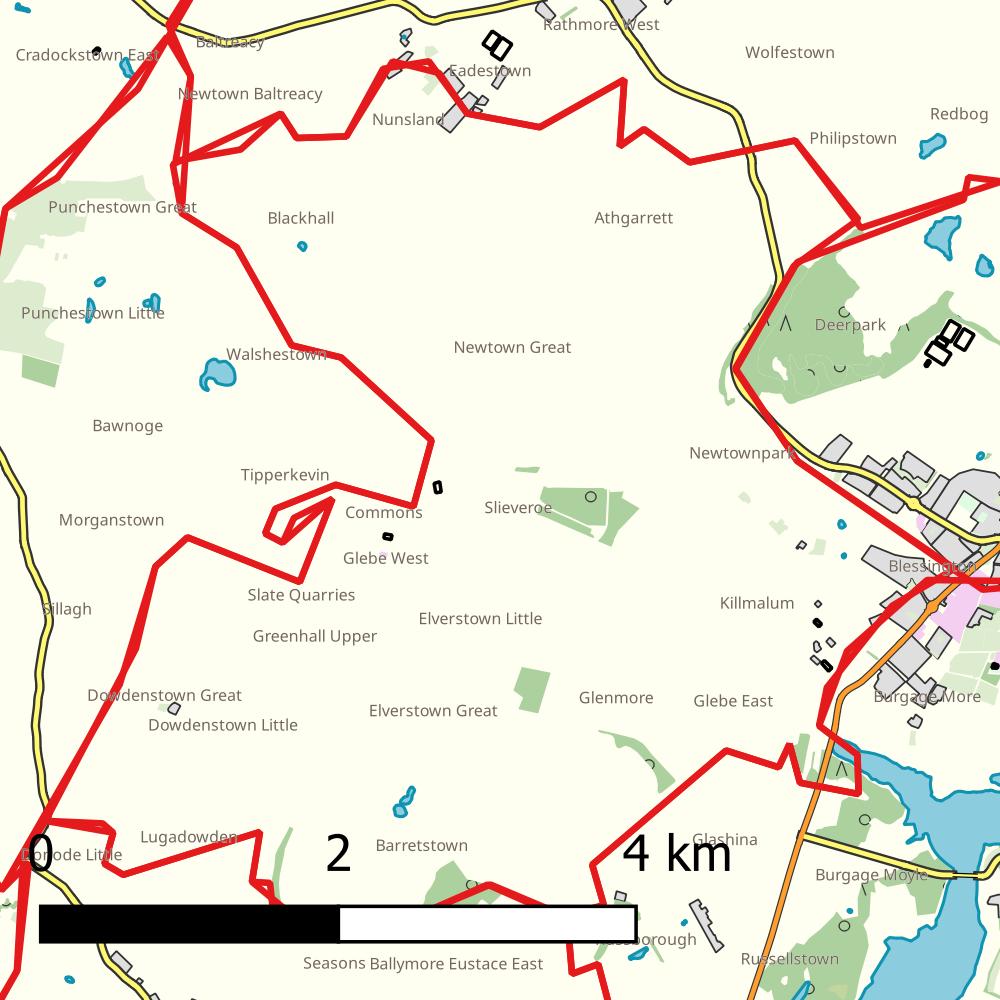 Rathmore West
Baltreacy
Wolfestown
Cradockstown East
Eadestown
Newtown Baltreacy
Redbog
Nunsland
Philipstown
Punchestown Great
Blackhall
Athgarrett
Punchestown Little
Deerpark
Newtown Great
Walshestown
Bawnoge
Newtownpark
Tipperkevin
Slieveroe
Commons
Morganstown
Glebe West
Blessington
Slate Quarries
Killmalum
Sillagh
Elverstown Little
Greenhall Upper
Dowdenstown Great
Glenmore
Burgage More
Glebe East
Elverstown Great
Dowdenstown Little
Lugadowden
Glashina
Barretstown
0 2 4 km
Donode Little
Burgage Moyle
Russborough
Russellstown
Seasons
Ballymore Eustace East